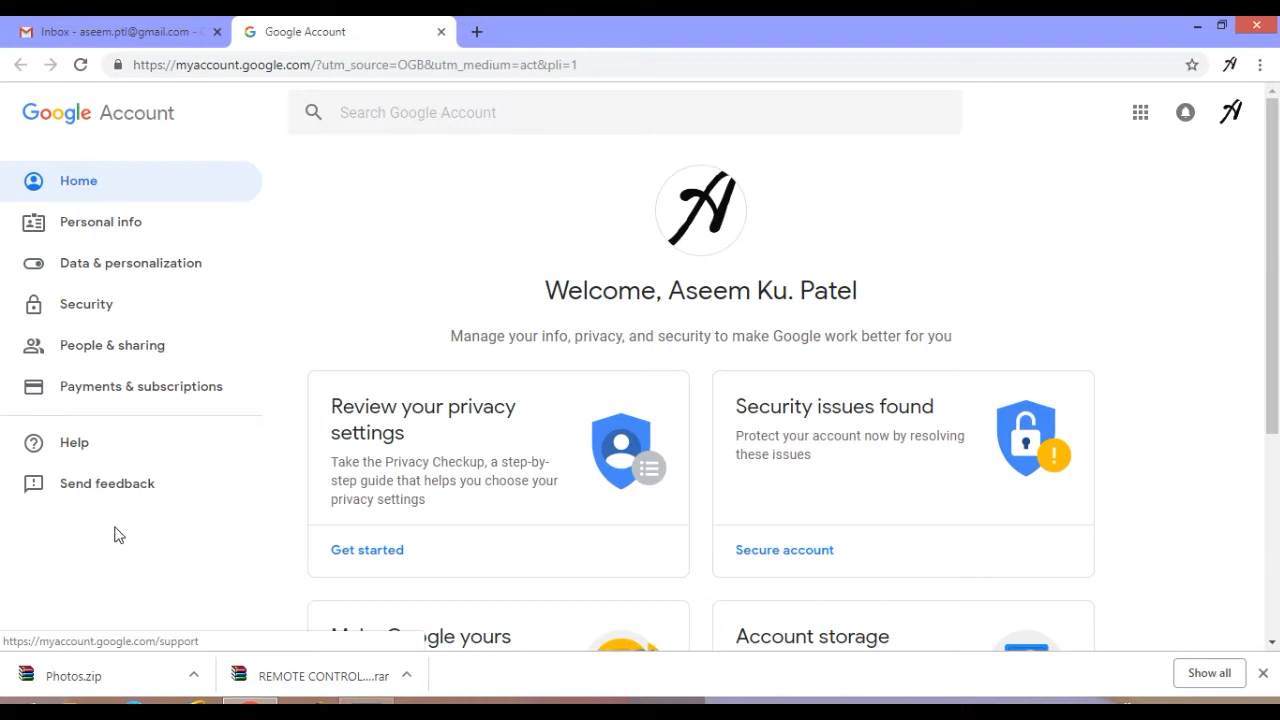 Inbox - aseem.ptl@gmail.com -
Google Account
https://myaccount.google.com/?utm_source=OGB&utm_medium=act&pli=1
Google Account
Search Google Account
Home
Personal info
Data & personalization
Security
People & sharing
Payments & subscriptions
Help
Send feedback
A
Welcome, Aseem Ku. Patel
Manage your info, privacy, and security to make Google work better for you
Review your privacy
settings
Take the Privacy Checkup, a step-by-
step guide that helps you choose your
privacy settings
Get started
Security issues found
Protect your account now by resolving
these issues
Secure account
Google yours
Account storage
https://myaccount.google.com/support
Photos.zip
REMOTE CONTROL....rar
Show all